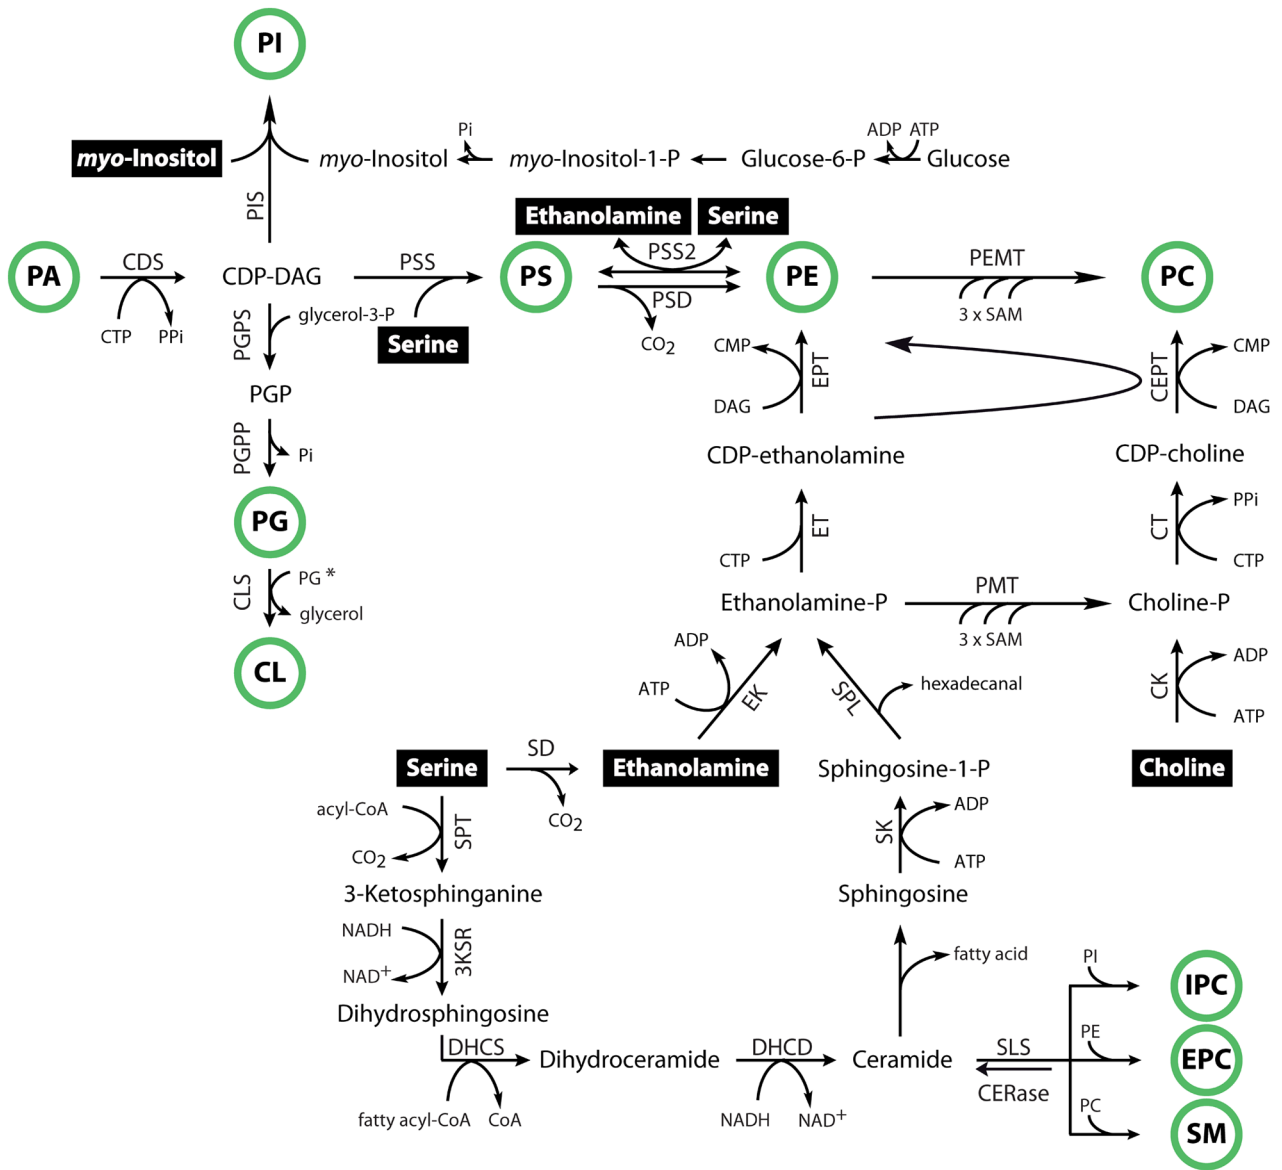 PI
myo-Inositol
myo-Inositol
Pi
myo-Inositol-1-P
Glucose-6-P
ADP
ATP
Glucose
PIS
Ethanolamine
Serine
PA
CDS
CTP
PPi
CDP-DAG
PSS
Serine
PS
PSS2
PSD
CO2
PE
PEMT
3 x SAM
PC
PGPS
glycerol-3-P
PGP
PGPP
Pi
PG
CLS
PG *
glycerol
CL
CMP
EPT
DAG
CEPT
CMP
DAG
CDP-ethanolamine
CDP-choline
CTP
ET
CT
PPi
CTP
Ethanolamine-P
PMT
3 x SAM
Choline-P
ADP
ATP
EK
SPL
hexadecanal
CK
ADP
ATP
Serine
SD
CO2
Ethanolamine
Sphingosine-1-P
Choline
acyl-CoA
CO2
SPT
SK
ADP
ATP
3-Ketosphinganine
Sphingosine
NADH
NAD+
3KSR
fatty acid
Dihydrosphingosine
DHCS
fatty acyl-CoA
CoA
Dihydroceramide
DHCD
NADH
NAD+
Ceramide
SLS
CERase
PI
IPC
PE
EPC
PC
SM